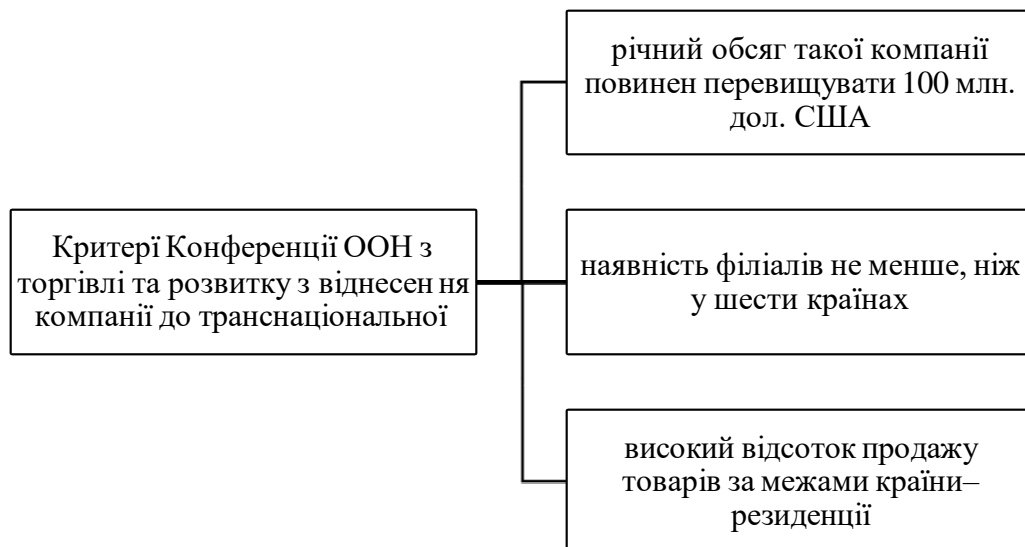 Критерї Конференції ООН з
торгівлі та розвитку з віднесен ня
компанії до транснаціональної
річний обсяг такої компанії
повинен перевищувати 100 млн.
дол. США
наявність філіалів не менше, ніж
у шести країнах
високий відсоток продажу
товарів за межами країни–
резиденції